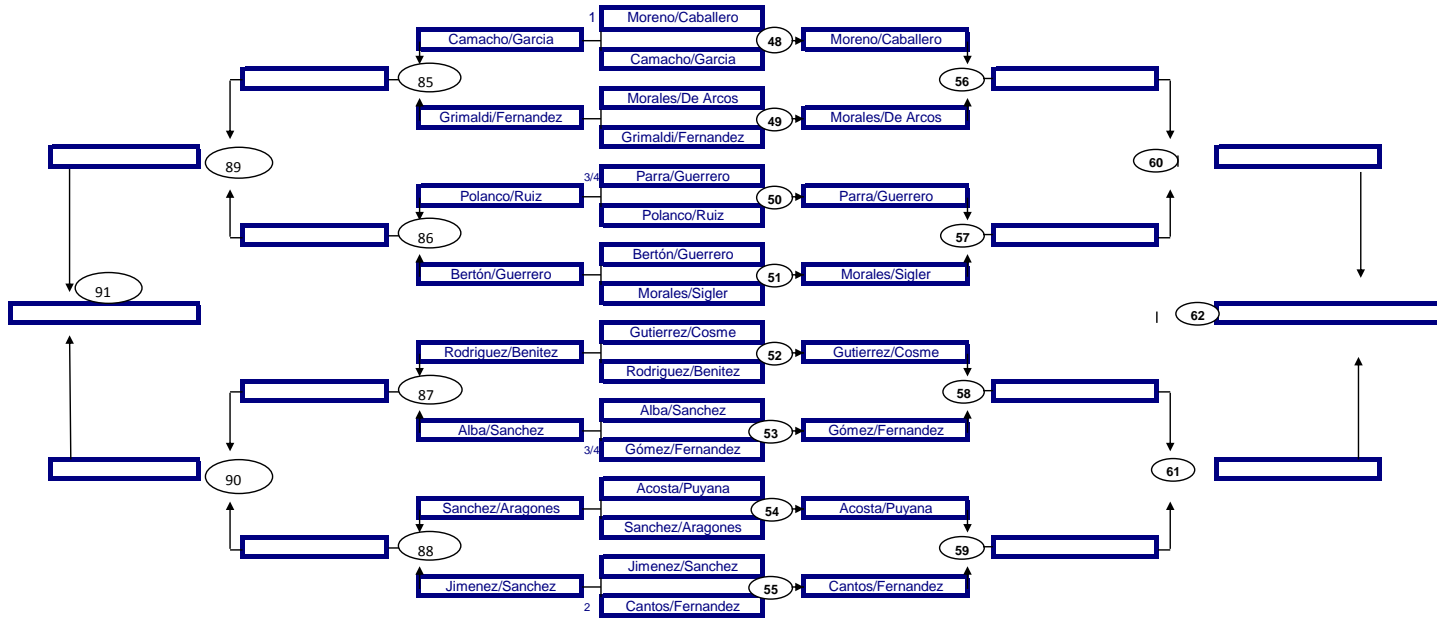 1 Moreno/Caballero
Camacho/Garcia 48 Moreno/Caballero
Camacho/Garcia
85 56
Morales/De Arcos
Grimaldi/Fernandez 49 Morales/De Arcos
Grimaldi/Fernandez
89 60
3/4 Parra/Guerrero
Polanco/Ruiz 50 Parra/Guerrero
Polanco/Ruiz
86 57
Bertón/Guerrero
Bertón/Guerrero 51 Morales/Sigler
Morales/Sigler
91 62
Gutierrez/Cosme
Rodriguez/Benitez 52 Gutierrez/Cosme
Rodriguez/Benitez
87 58
Alba/Sanchez
Alba/Sanchez 53 Gómez/Fernandez
3/4 Gómez/Fernandez
90 61
Acosta/Puyana
Sanchez/Aragones 54 Acosta/Puyana
Sanchez/Aragones
88 59
Jimenez/Sanchez
Jimenez/Sanchez 55 Cantos/Fernandez
2 Cantos/Fernandez